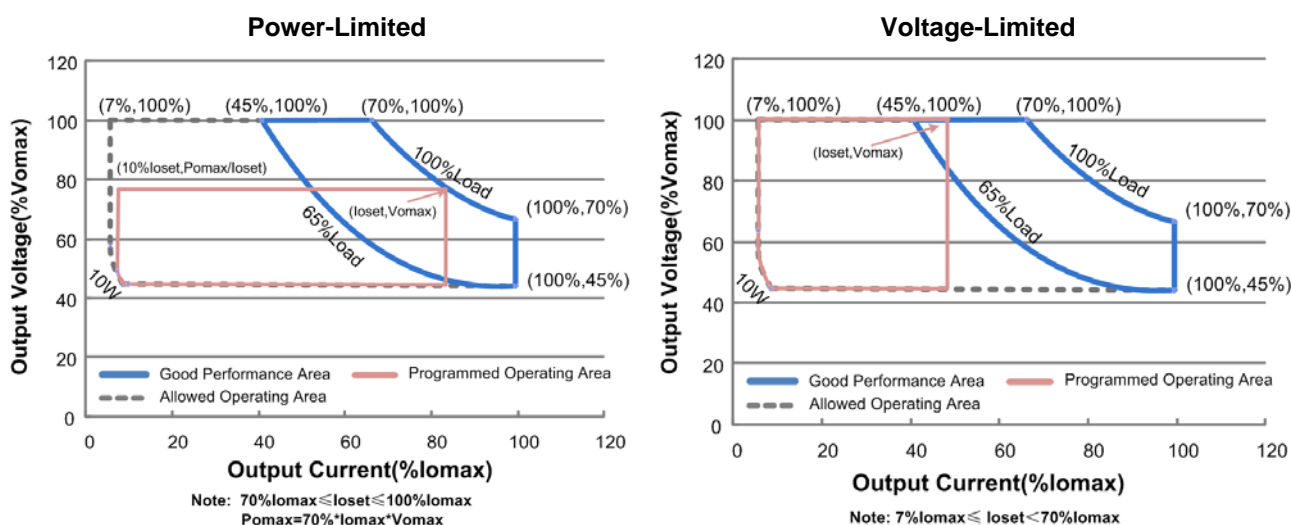 Power-Limited
120
100
80
60
40
20
0
Output Voltage(%Vomax)
(7%,100%)
(45%,100%)
(70%,100%)
(10%Ioset,Pomax/Ioset)
100%Load
(Ioset,Vomax)
65%Load
(100%,70%)
10W
(100%,45%)
Good Performance Area
Programmed Operating Area
Allowed Operating Area
0
20
40
60
80
100
120
Output Current(%Iomax)
Note: 70%Iomax≤Ioset≤100%Iomax
Pomax=70%*Iomax*Vomax
Voltage-Limited
120
100
80
60
40
20
0
Output Voltage(%Vomax)
(7%,100%)
(45%,100%)
(70%,100%)
(Ioset,Vomax)
100%Load
65%Load
(100%,70%)
10W
(100%,45%)
Good Performance Area
Programmed Operating Area
Allowed Operating Area
0
20
40
60
80
100
120
Output Current(%Iomax)
Note: 7%Iomax≤ Ioset<70%Iomax